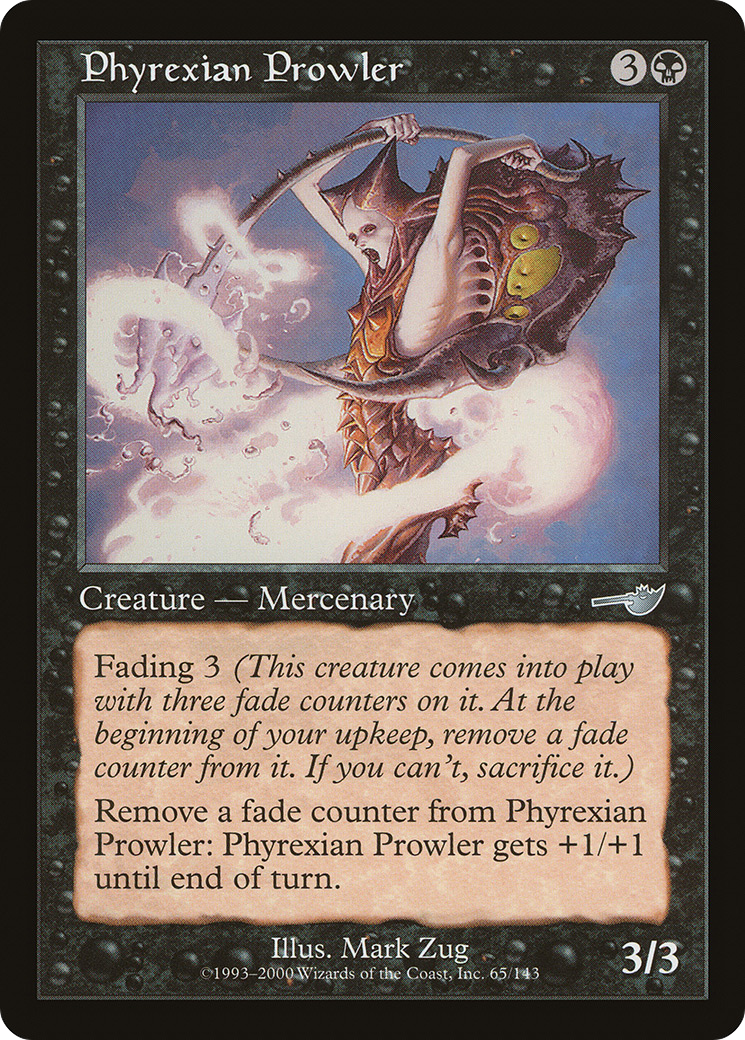 Phyrexian Prowler 3
Creature — Mercenary
Fading 3 (This creature comes into play
with three fade counters on it. At the
beginning of your upkeep, remove a fade
counter from it. If you can't, sacrifice it.)
Remove a fade counter from Phyrexian
Prowler: Phyrexian Prowler gets +1/+1
until end of turn.
Illus. Mark Zug
©1993–2000 Wizards of the Coast, Inc. 65/143
3/3